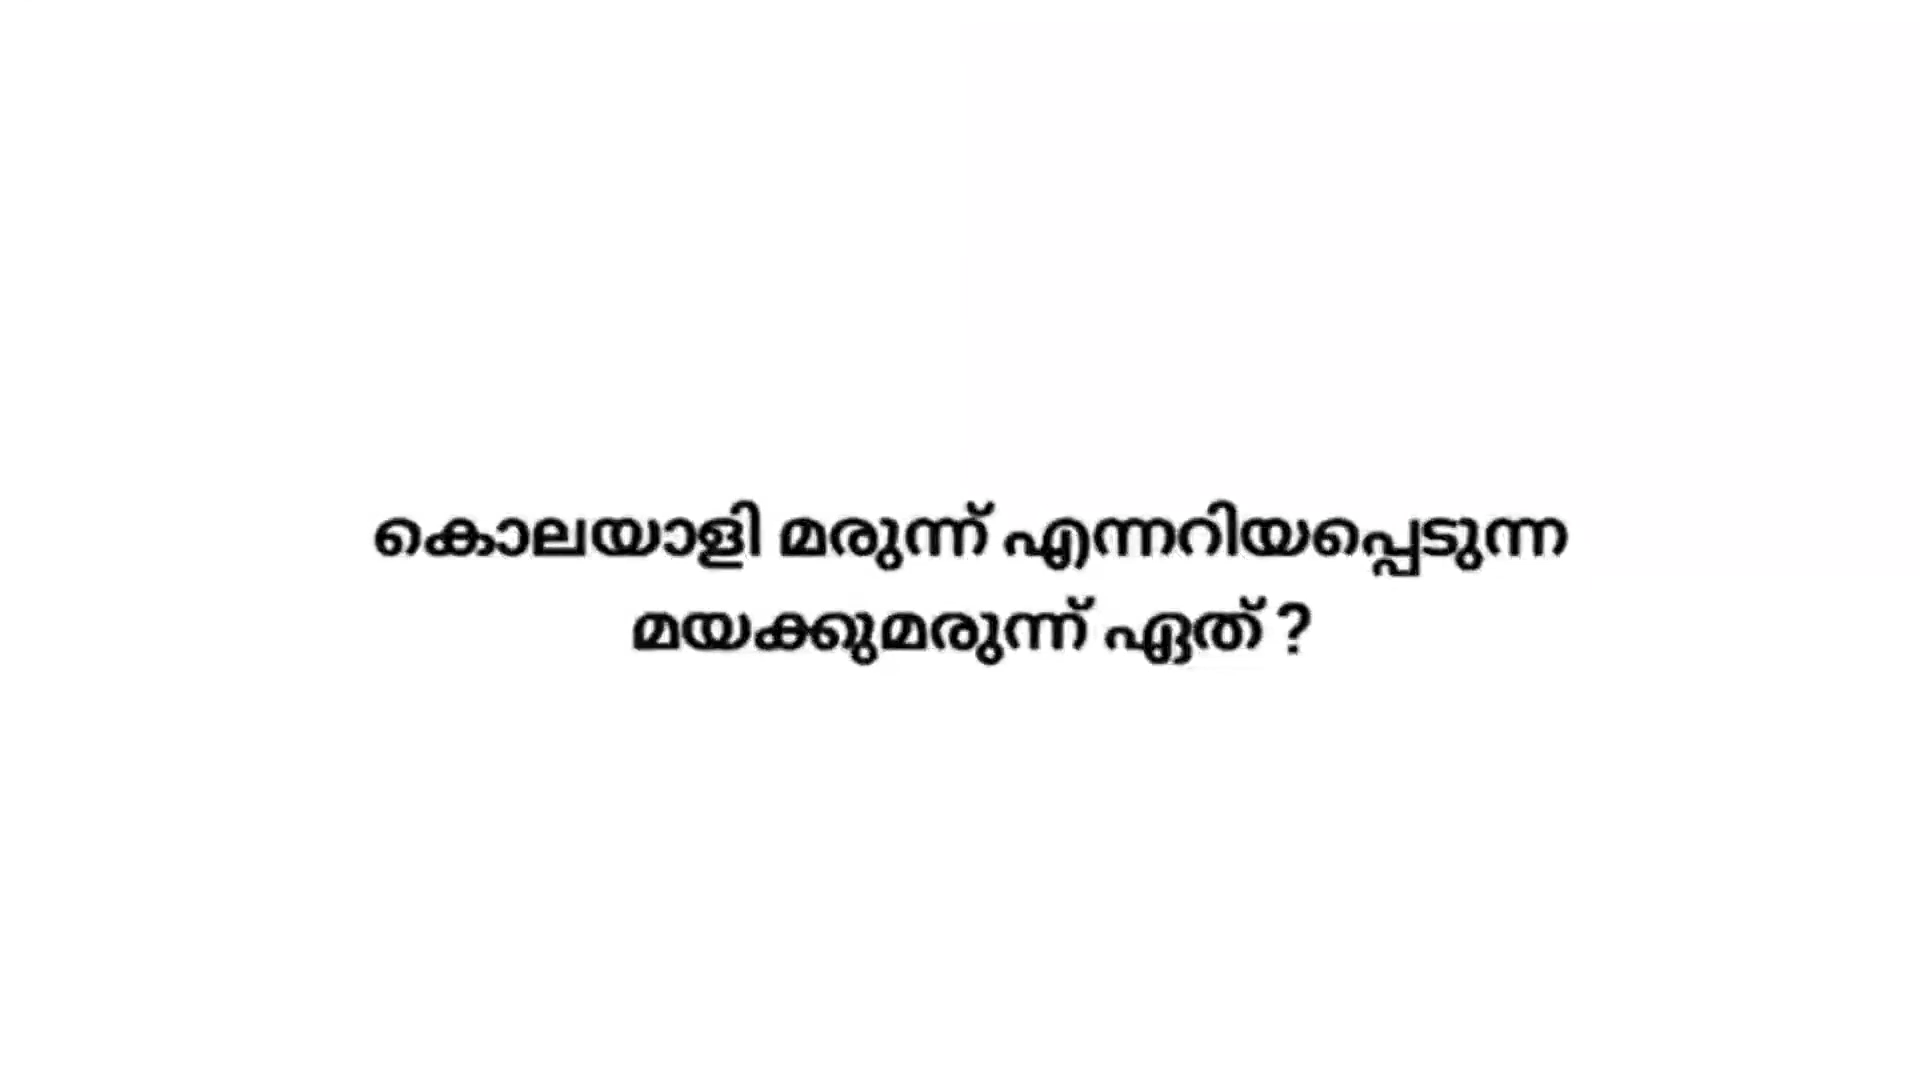 കൊലയാളി മരുന്ന് എന്നറിയപ്പെടുന്ന
മയക്കുമരുന്ന് ഏത് ?